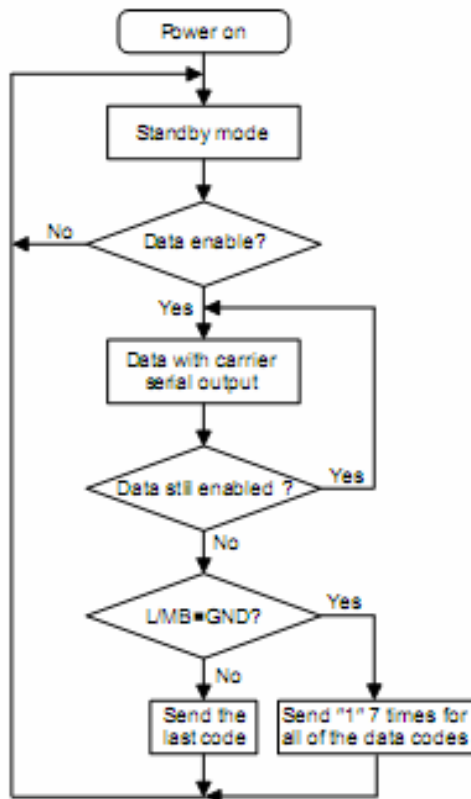 Power on
Standby mode
No
Data enable?
Yes
Data with carrier
serial output
Data still enabled ?
Yes
No
L/MB=GND?
Yes
No
Send the
last code
Send "1" 7 times for
all of the data codes